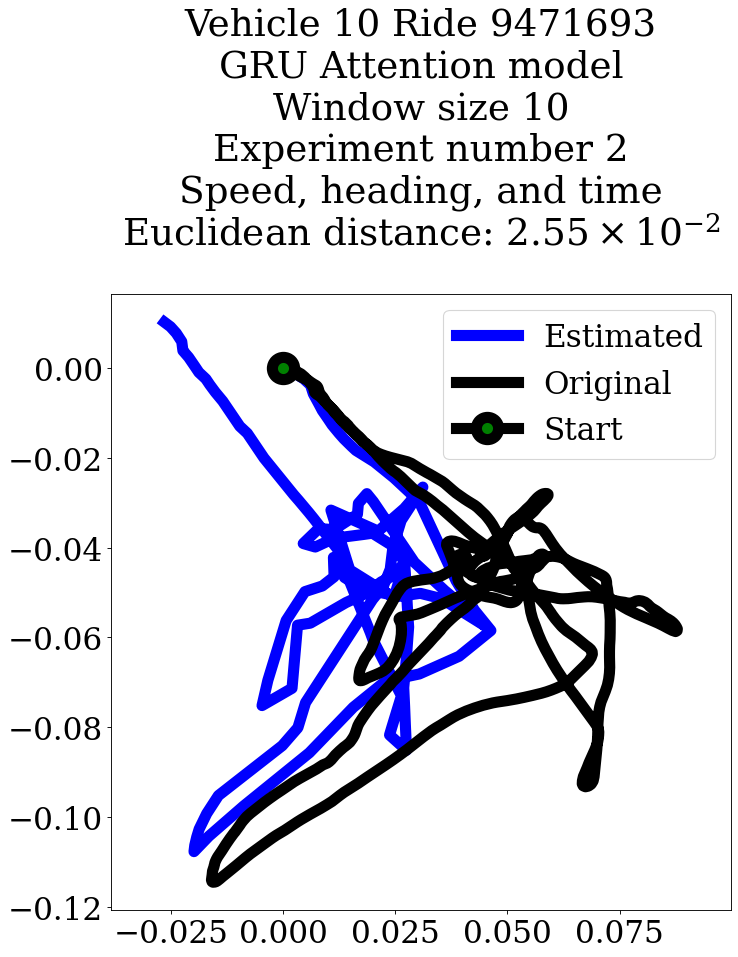 Vehicle 10 Ride 9471693
GRU Attention model
Window size 10
Experiment number 2
Speed, heading, and time
Euclidean distance: 2.55 × 10⁻²
Estimated
Original
Start
0.00
−0.02
−0.04
−0.06
−0.08
−0.10
−0.12
−0.025 0.000 0.025 0.050 0.075